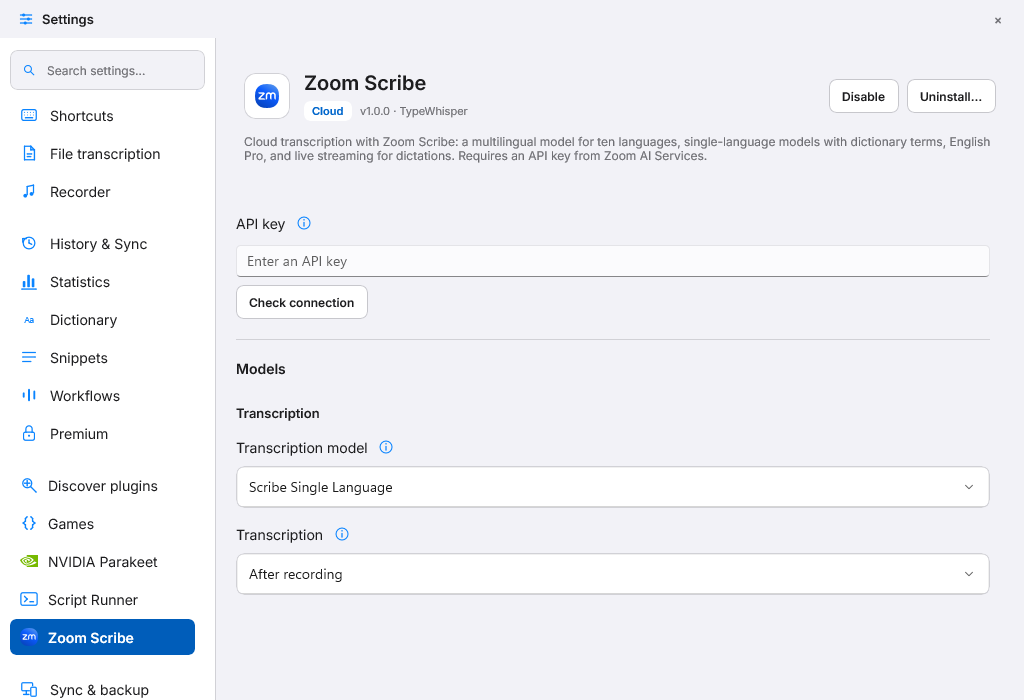 Settings
×
Search settings...
Shortcuts
File transcription
Recorder
History & Sync
Statistics
Aa Dictionary
Snippets
Workflows
Premium
Discover plugins
Games
NVIDIA Parakeet
Script Runner
zm Zoom Scribe
Sync & backup
zm
Zoom Scribe
Cloud v1.0.0 · TypeWhisper
Disable
Uninstall...
Cloud transcription with Zoom Scribe: a multilingual model for ten languages, single-language models with dictionary terms, English
Pro, and live streaming for dictations. Requires an API key from Zoom AI Services.
API key
Enter an API key
Check connection
Models
Transcription
Transcription model
Scribe Single Language
Transcription
After recording